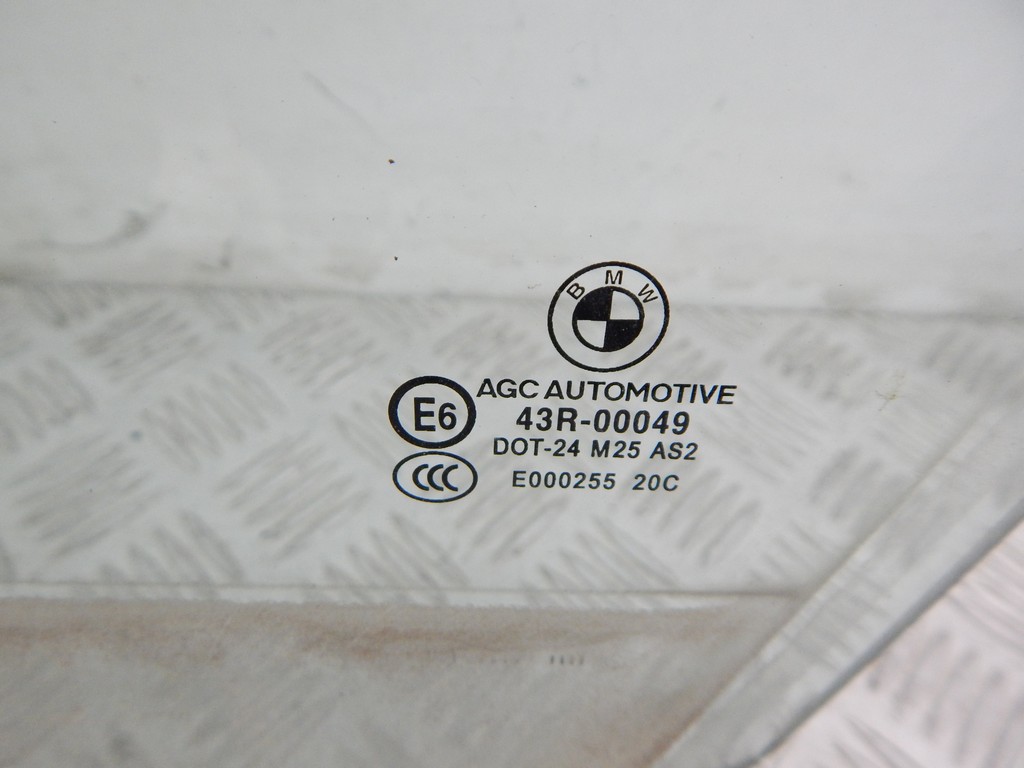 BMW
AGC AUTOMOTIVE
E6
43R-00049
DOT-24 M25 AS2
CCC
E000255 20C